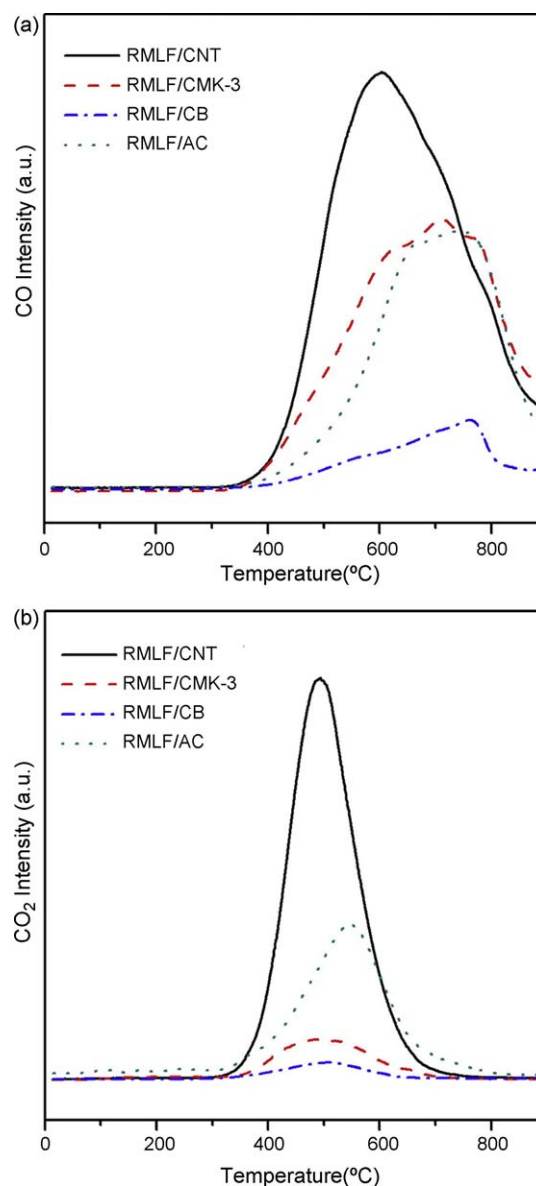 (a)
RMLF/CNT
RMLF/CMK-3
RMLF/CB
RMLF/AC
CO Intensity (a.u.)
0 200 400 600 800
Temperature(ºC)
(b)
RMLF/CNT
RMLF/CMK-3
RMLF/CB
RMLF/AC
CO2 Intensity (a.u.)
0 200 400 600 800
Temperature(ºC)